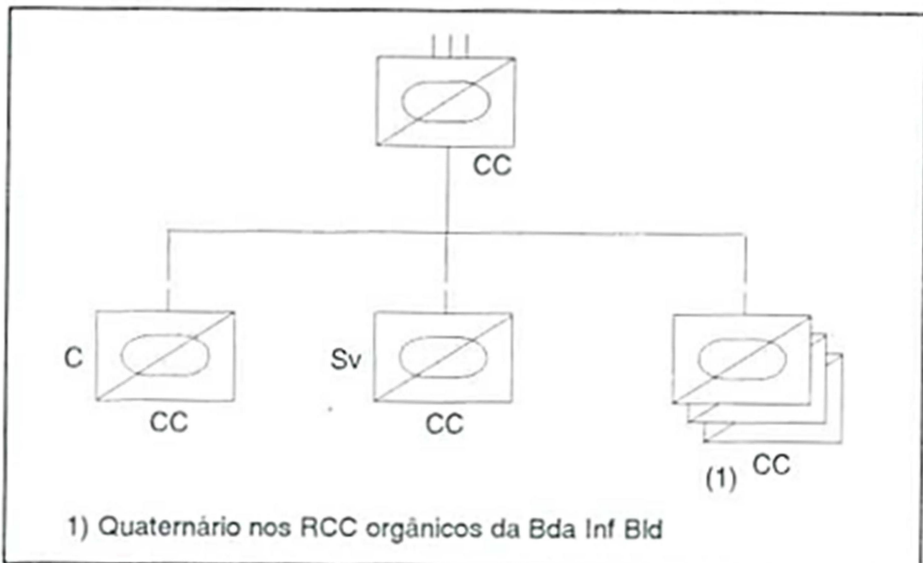 CC
C
CC
Sv
CC
(1) CC
1) Quaternário nos RCC orgânicos da Bda Inf Bld